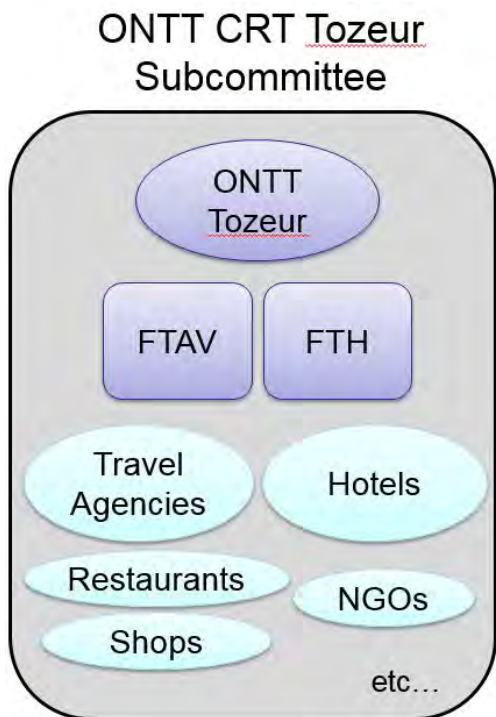 ONTT CRT Tozeur
Subcommittee
ONTT
Tozeur
FTAV
FTH
Travel
Agencies
Hotels
Restaurants
NGOs
Shops
etc...